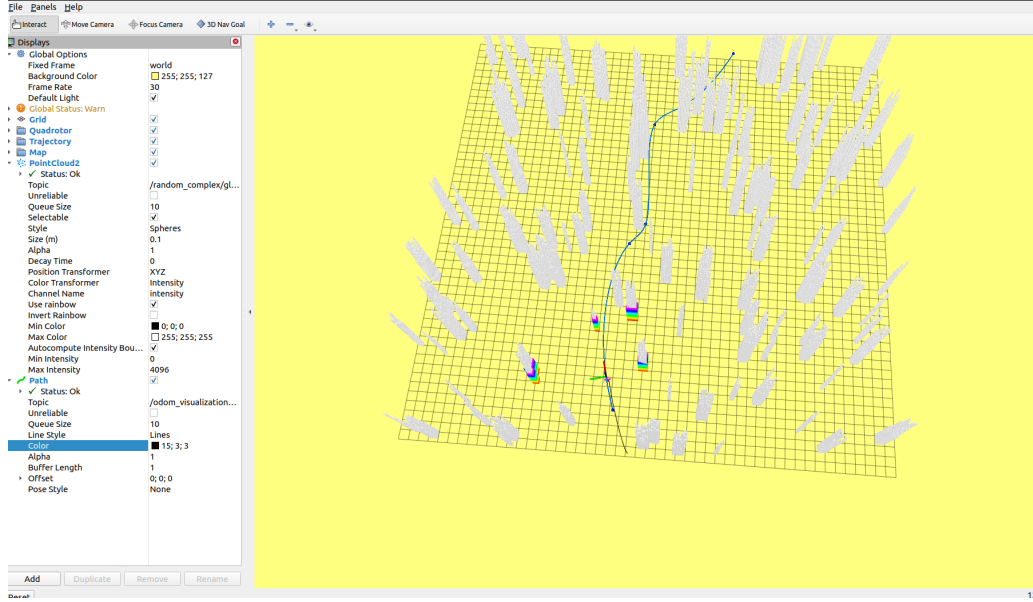 File Panels Help
Interact Move Camera Focus Camera 3D Nav Goal
Displays
Global Options
Fixed Frame world
Background Color 255; 255; 127
Frame Rate 30
Default Light
Global Status: Warn
Grid
Quadrotor
Trajectory
Map
PointCloud2
Status: Ok
Topic /random_complex/gl...
Unreliable
Queue Size 10
Selectable
Style Spheres
Size (m) 0.1
Alpha 1
Decay Time 0
Position Transformer XYZ
Color Transformer Intensity
Channel Name intensity
Use rainbow
Invert Rainbow
Min Color 0; 0; 0
Max Color 255; 255; 255
Autocompute Intensity Bou...
Min Intensity 0
Max Intensity 4096
Path
Status: Ok
Topic /odom_visualization...
Unreliable
Queue Size 10
Line Style Lines
Color 15; 3; 3
Alpha 1
Buffer Length 1
Offset 0; 0; 0
Pose Style None
Add Duplicate Remove Rename
Reset